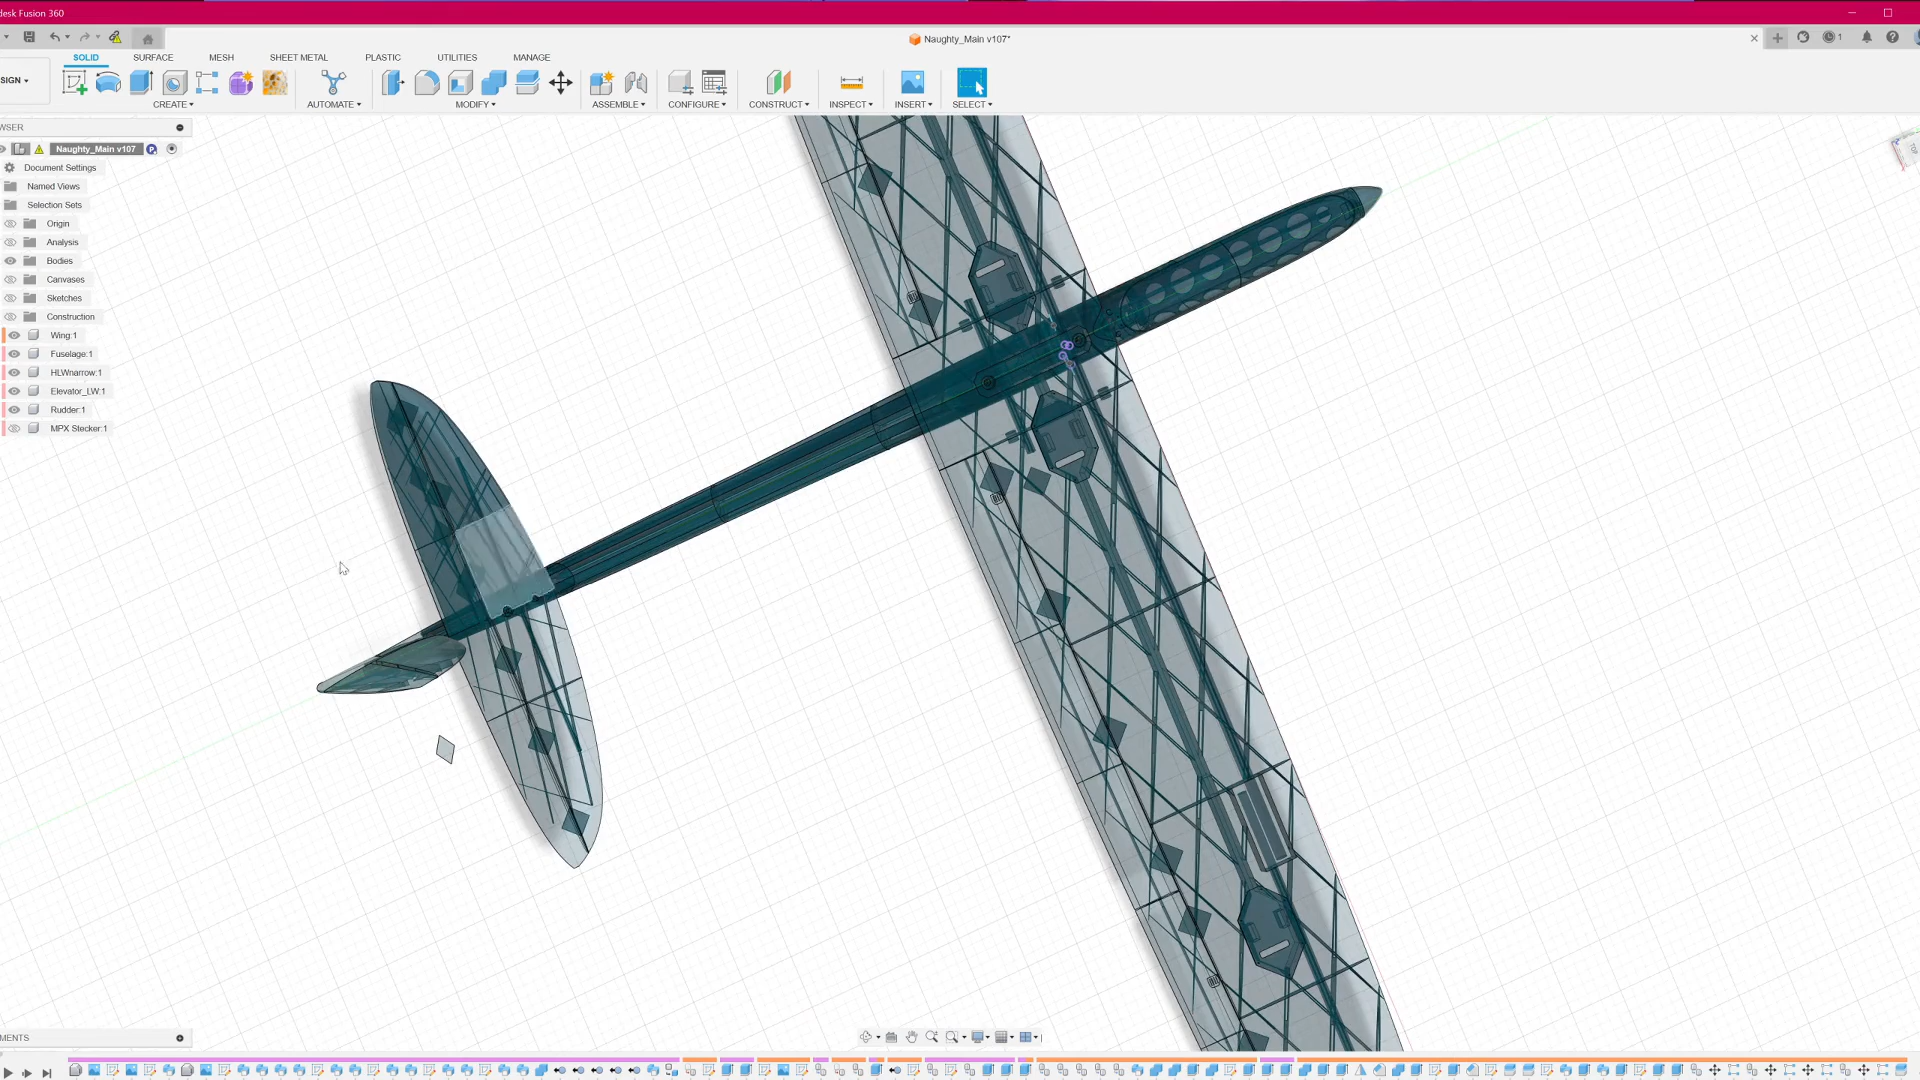 desk Fusion 360
Naughty_Main v107*
1
SOLID SURFACE MESH SHEET METAL PLASTIC UTILITIES MANAGE
SIGN
CREATE AUTOMATE MODIFY ASSEMBLE CONFIGURE CONSTRUCT INSPECT INSERT SELECT
WSER
Naughty_Main v107
Document Settings
Named Views
Selection Sets
Origin
Analysis
Bodies
Canvases
Sketches
Construction
Wing:1
Fuselage:1
HLWnarrow:1
Elevator_LW:1
Rudder:1
MPX Stecker:1
MENTS